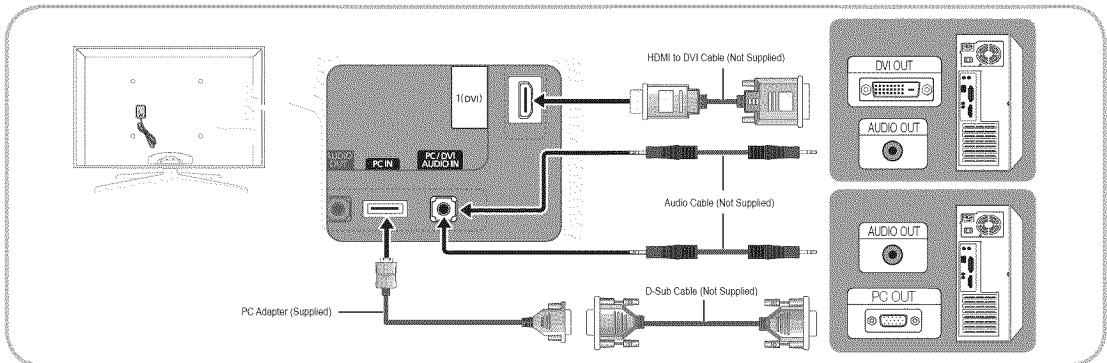 HDMI to DVI Cable (Not Supplied)
1(DVI)
DVI OUT
AUDIO OUT
AUDIO OUT
PC IN
PC / DVI AUDIO IN
Audio Cable (Not Supplied)
AUDIO OUT
PC Adapter (Supplied)
D-Sub Cable (Not Supplied)
PC OUT